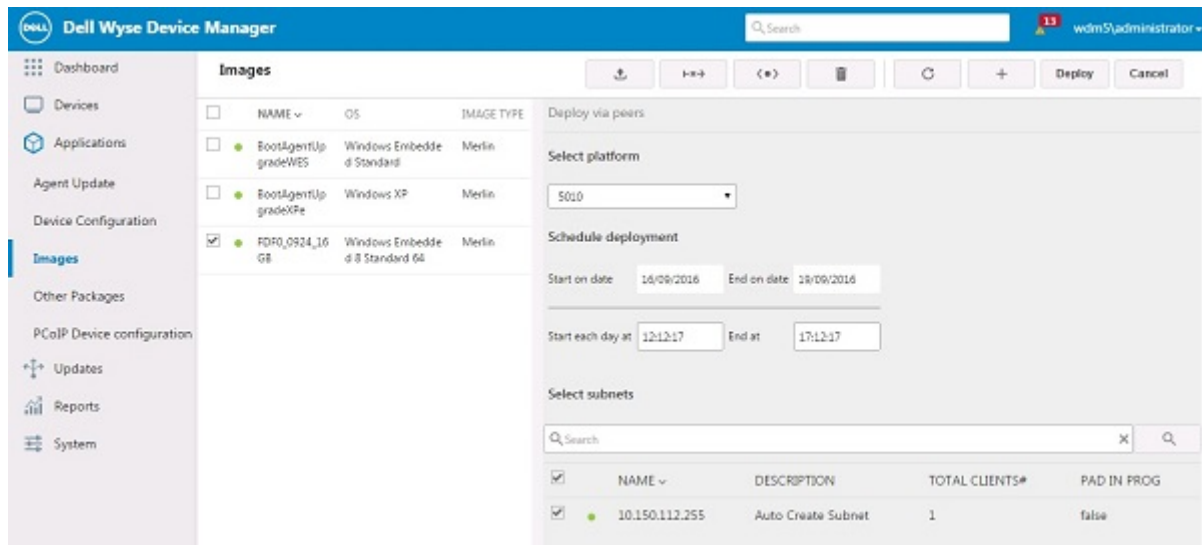 DELL
Dell Wyse Device Manager
Search
13
wdm5\administrator
Dashboard
Devices
Applications
Agent Update
Device Configuration
Images
Other Packages
PCoIP Device configuration
Updates
Reports
System
Images
Deploy
Cancel
NAME
OS
IMAGE TYPE
BootAgentUp
gradeWES
Windows Embedde
d Standard
Merlin
BootAgentUp
gradeXPe
Windows XP
Merlin
FDF0_0924_16
GB
Windows Embedde
d 8 Standard 64
Merlin
Deploy via peers
Select platform
5010
Schedule deployment
Start on date
16/09/2016
End on date
19/09/2016
Start each day at
12:12:17
End at
17:12:17
Select subnets
Search
NAME
DESCRIPTION
TOTAL CLIENTS#
PAD IN PROG
10.150.112.255
Auto Create Subnet
1
false